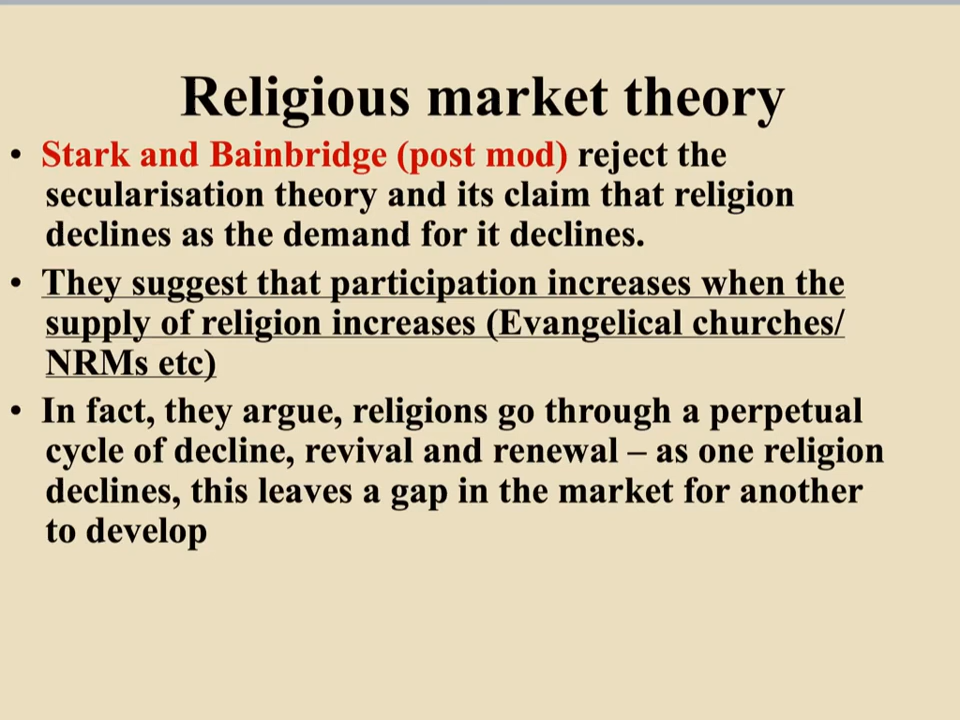 Religious market theory
• Stark and Bainbridge (post mod) reject the
secularisation theory and its claim that religion
declines as the demand for it declines.
• They suggest that participation increases when the
supply of religion increases (Evangelical churches/
NRMs etc)
• In fact, they argue, religions go through a perpetual
cycle of decline, revival and renewal – as one religion
declines, this leaves a gap in the market for another
to develop